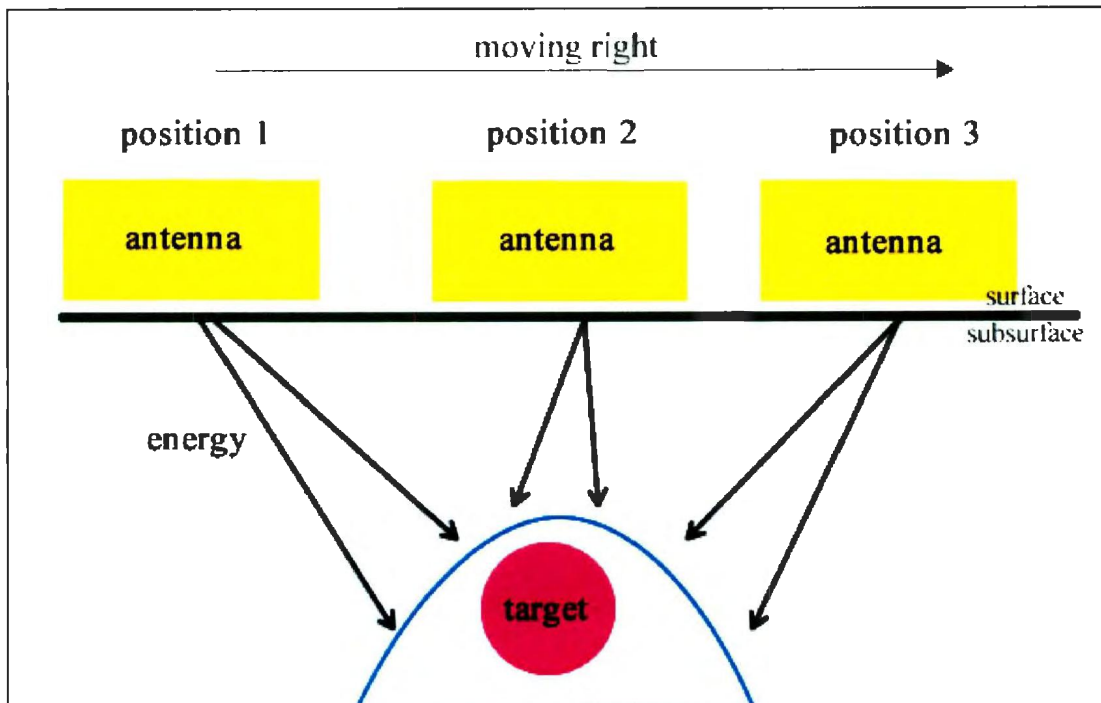 moving right
position 1
position 2
position 3
antenna
antenna
antenna
surface
subsurface
energy
target